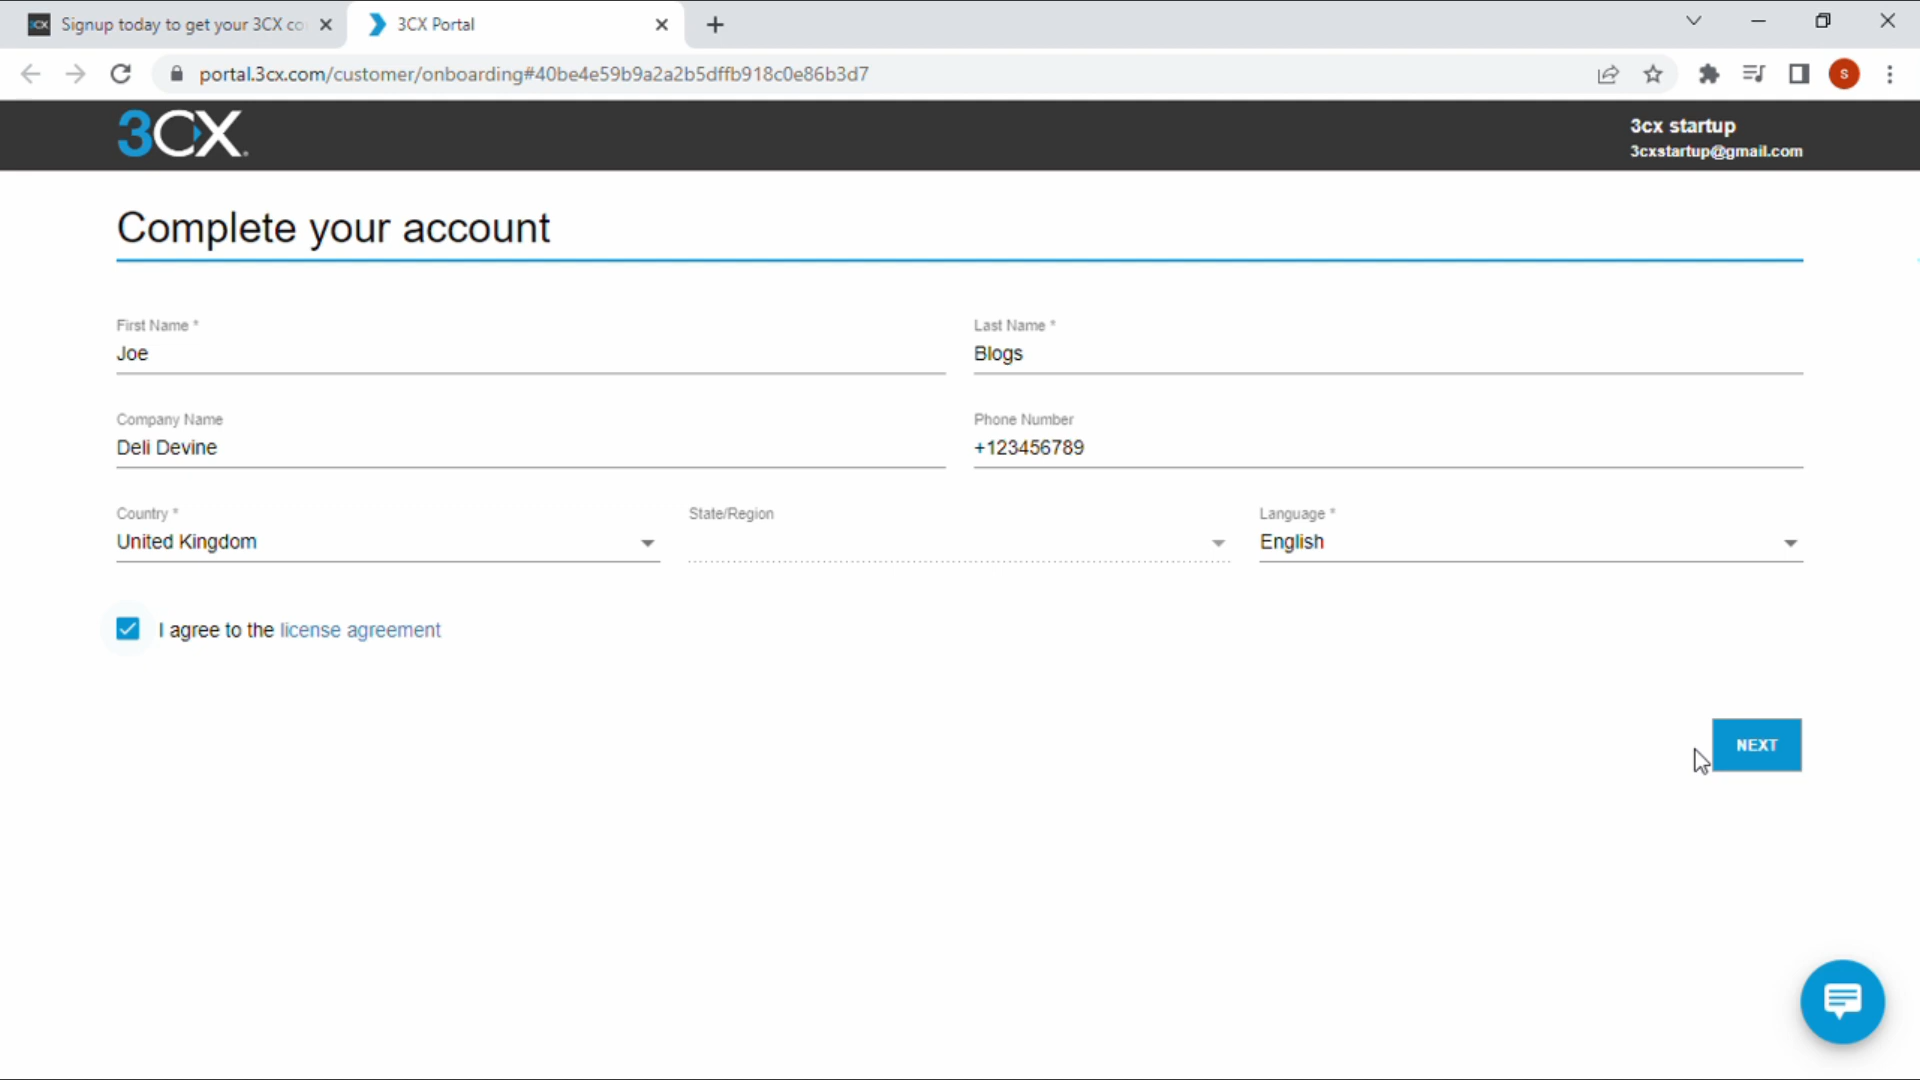 Signup today to get your 3CX co
3CX Portal
portal.3cx.com/customer/onboarding#40be4e59b9a2a2b5dffb918c0e86b3d7
S
3CX
3cx startup
3cxstartup@gmail.com
Complete your account
First Name *
Last Name *
Joe
Blogs
Company Name
Phone Number
Deli Devine
+123456789
Country *
State/Region
Language *
United Kingdom
English
I agree to the license agreement
NEXT